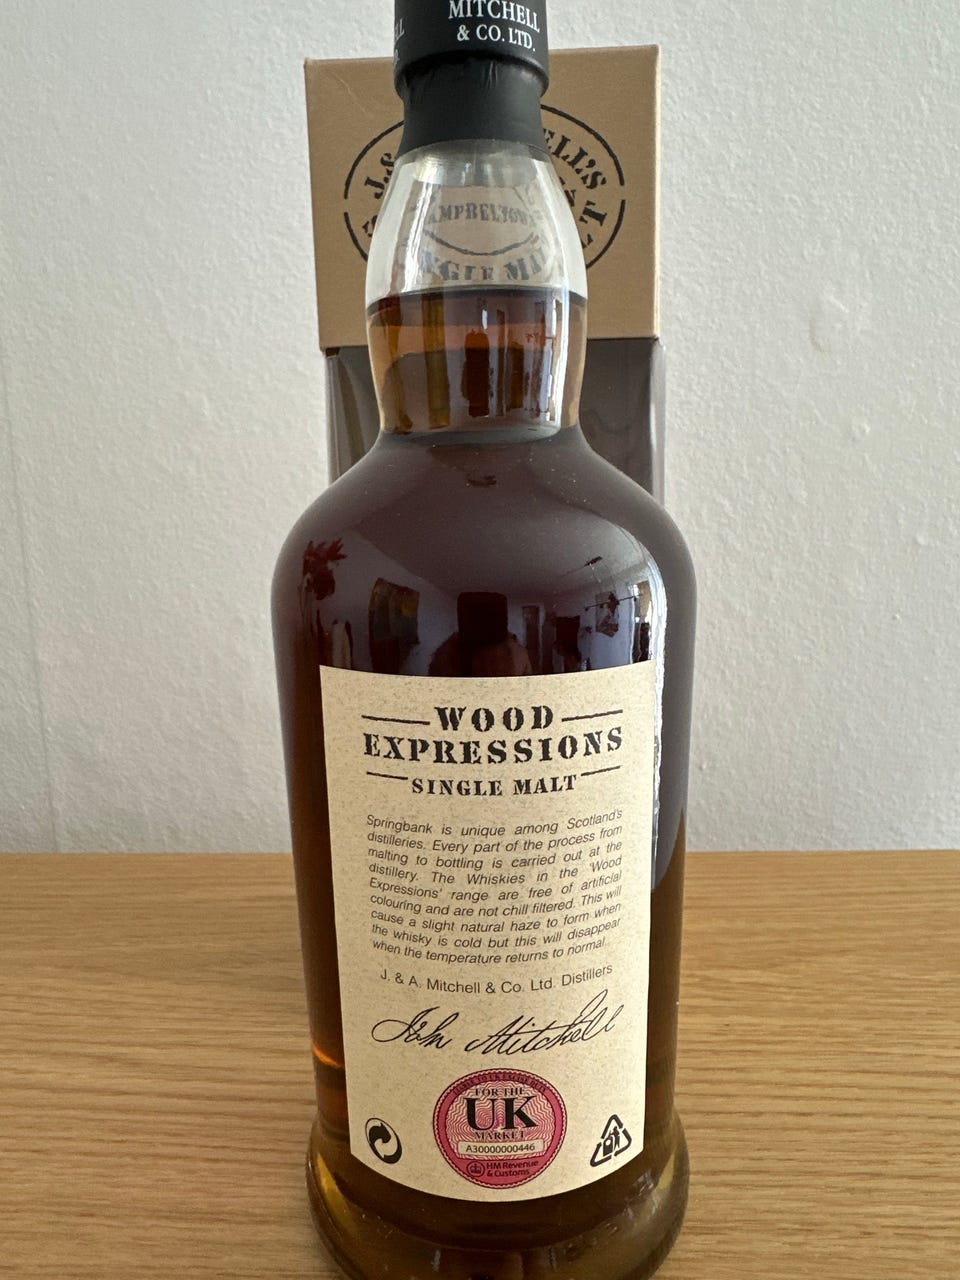 MITCHELL
& CO. LTD.
J.&
ELL'S
CAMPBELTOWN
SINGLE MALT
WOOD
EXPRESSIONS
SINGLE MALT
Springbank is unique among Scotland's
distilleries. Every part of the process from
malting to bottling is carried out at the
distillery. The Whiskies in the 'Wood
Expressions' range are free of artificial
colouring and are not chill filtered. This will
cause a slight natural haze to form when
the whisky is cold but this will disappear
when the temperature returns to normal.
J. & A. Mitchell & Co. Ltd. Distillers
John Mitchell
FOR THE
UK
MARKET
A30000000446
HM Revenue
& Customs